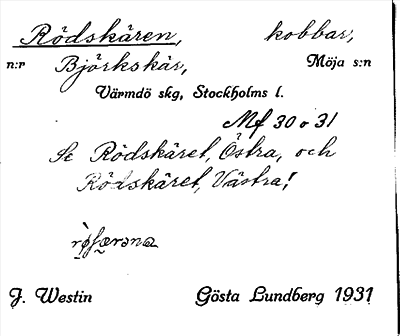 Rödskären, kobbar,
n:r Björkskär, Möja s:n
Värmdö skg, Stockholms l.
Mf 30 o 31
Se Rödskäret, Östra, och
Rödskäret, Västra!
J. Westin Gösta Lundberg 1931